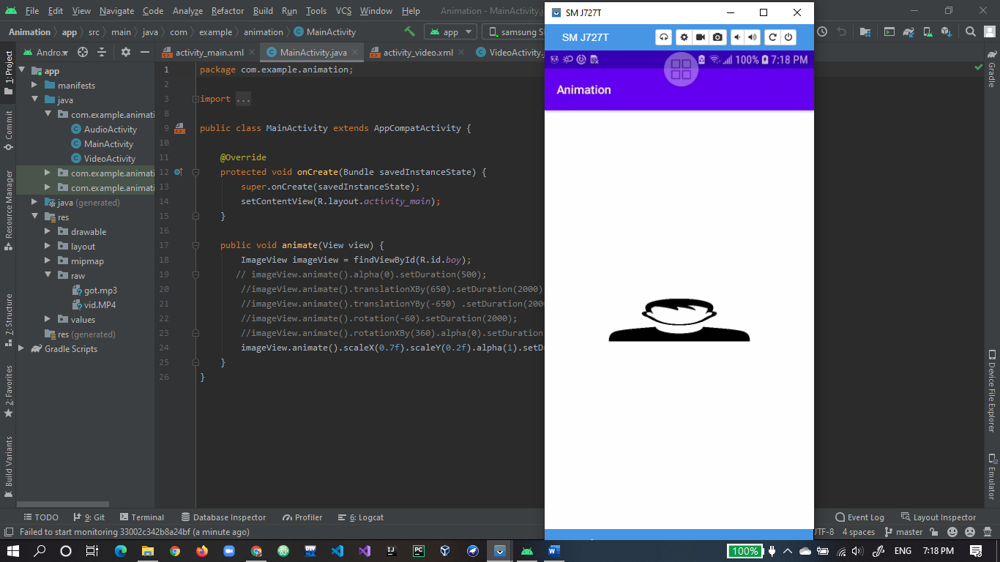 File Edit View Navigate Code Analyze Refactor Build Run Tools VCS Window Help Animation - MainActivity.j
Animation app src main java com example animation MainActivity app samsung S
Andro... activity_main.xml MainActivity.java activity_video.xml VideoActivity.
1: Project
Commit
Resource Manager
Z: Structure
2: Favorites
Build Variants
app
manifests
java
com.example.animati
AudioActivity
MainActivity
VideoActivity
com.example.animati
com.example.animati
java (generated)
res
drawable
layout
mipmap
raw
got.mp3
vid.MP4
values
res (generated)
Gradle Scripts
1 package com.example.animation;
2
3 import ...
8
9 public class MainActivity extends AppCompatActivity {
10
11 @Override
12 protected void onCreate(Bundle savedInstanceState) {
13 super.onCreate(savedInstanceState);
14 setContentView(R.layout.activity_main);
15 }
16
17 public void animate(View view) {
18 ImageView imageView = findViewById(R.id.boy);
19 // imageView.animate().alpha(0).setDuration(500);
20 //imageView.animate().translationXBy(650).setDuration(2000)
21 //imageView.animate().translationYBy(-650) .setDuration(200
22 //imageView.animate().rotation(-60).setDuration(2000);
23 //imageView.animate().rotationXBy(360).alpha(0).setDuration
24 imageView.animate().scaleX(0.7f).scaleY(0.2f).alpha(1).setD
25 }
26 }
SM J727T
SM J727T
100% 7:18 PM
Animation
Gradle
Device File Explorer
Emulator
TODO 9: Git Terminal Database Inspector Profiler 6: Logcat Event Log Layout Inspector
Failed to start monitoring 33002c342b8a24bf (a minute ago) UTF-8 4 spaces master
100% ENG 7:18 PM